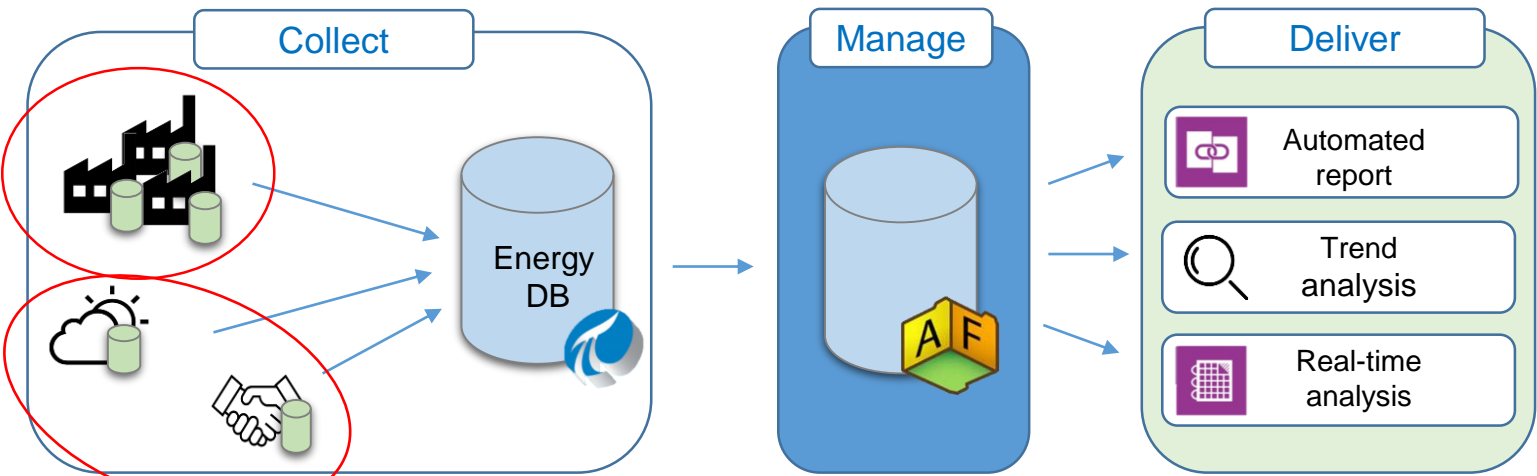 Collect
Manage
Deliver
Energy
DB
A F
Automated
report
Trend
analysis
Real-time
analysis